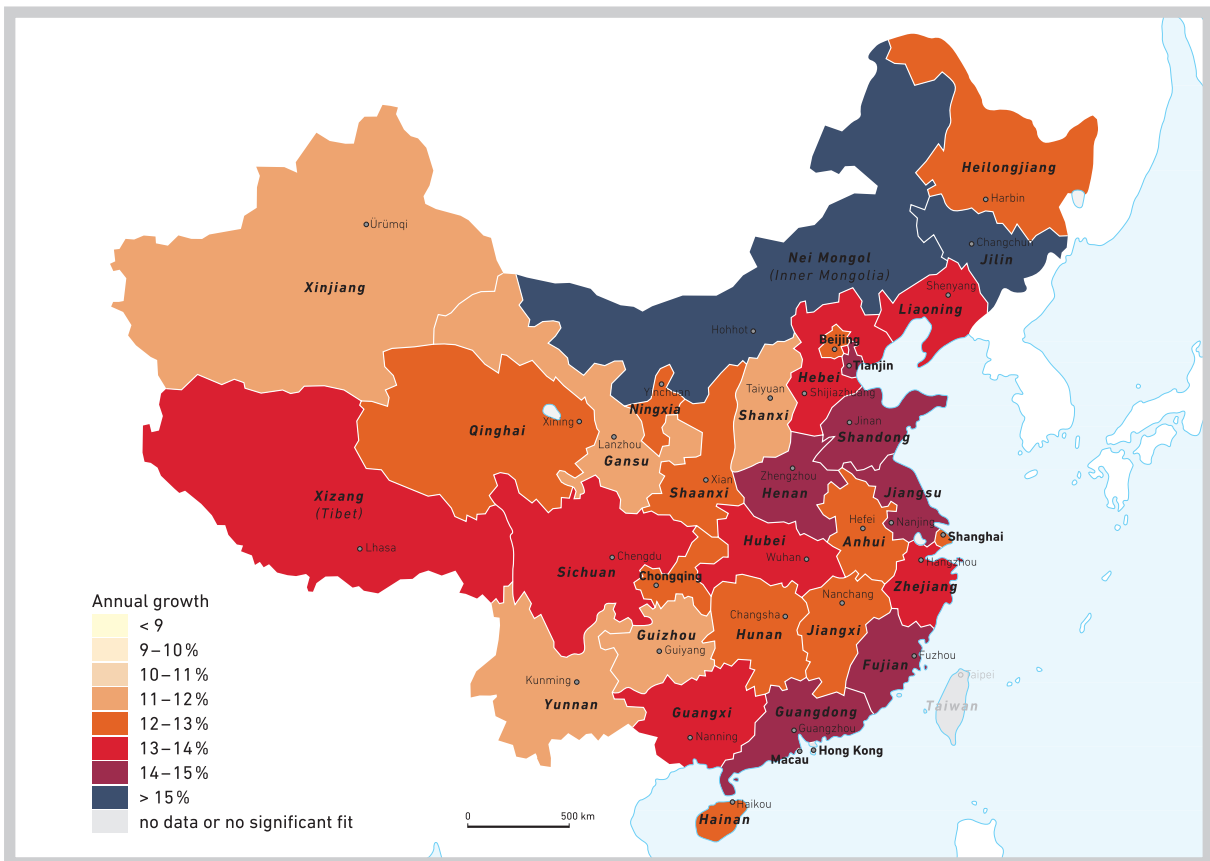 Heilongjiang
Harbin
Ürümqi
Changchun
Jilin
Nei Mongol
(Inner Mongolia)
Xinjiang
Shenyang
Liaoning
Hohhot
Beijing
Tianjin
Hebei
Shijiazhuang
Yinchuan
Ningxia
Taiyuan
Shanxi
Qinghai
Xining
Lanzhou
Gansu
Jinan
Shandong
Xian
Shaanxi
Zhengzhou
Henan
Jiangsu
Nanjing
Xizang
(Tibet)
Lhasa
Hefei
Anhui
Shanghai
Hubei
Wuhan
Hangzhou
Zhejiang
Chengdu
Sichuan
Chongqing
Nanchang
Jiangxi
Changsha
Hunan
Guizhou
Guiyang
Fujian
Fuzhou
Taipei
Taiwan
Kunming
Yunnan
Guangxi
Nanning
Guangdong
Guangzhou
Hong Kong
Macau
Haikou
Hainan
Annual growth
< 9
9–10 %
10–11 %
11–12 %
12–13 %
13–14 %
14–15 %
> 15 %
no data or no significant fit
0 500 km